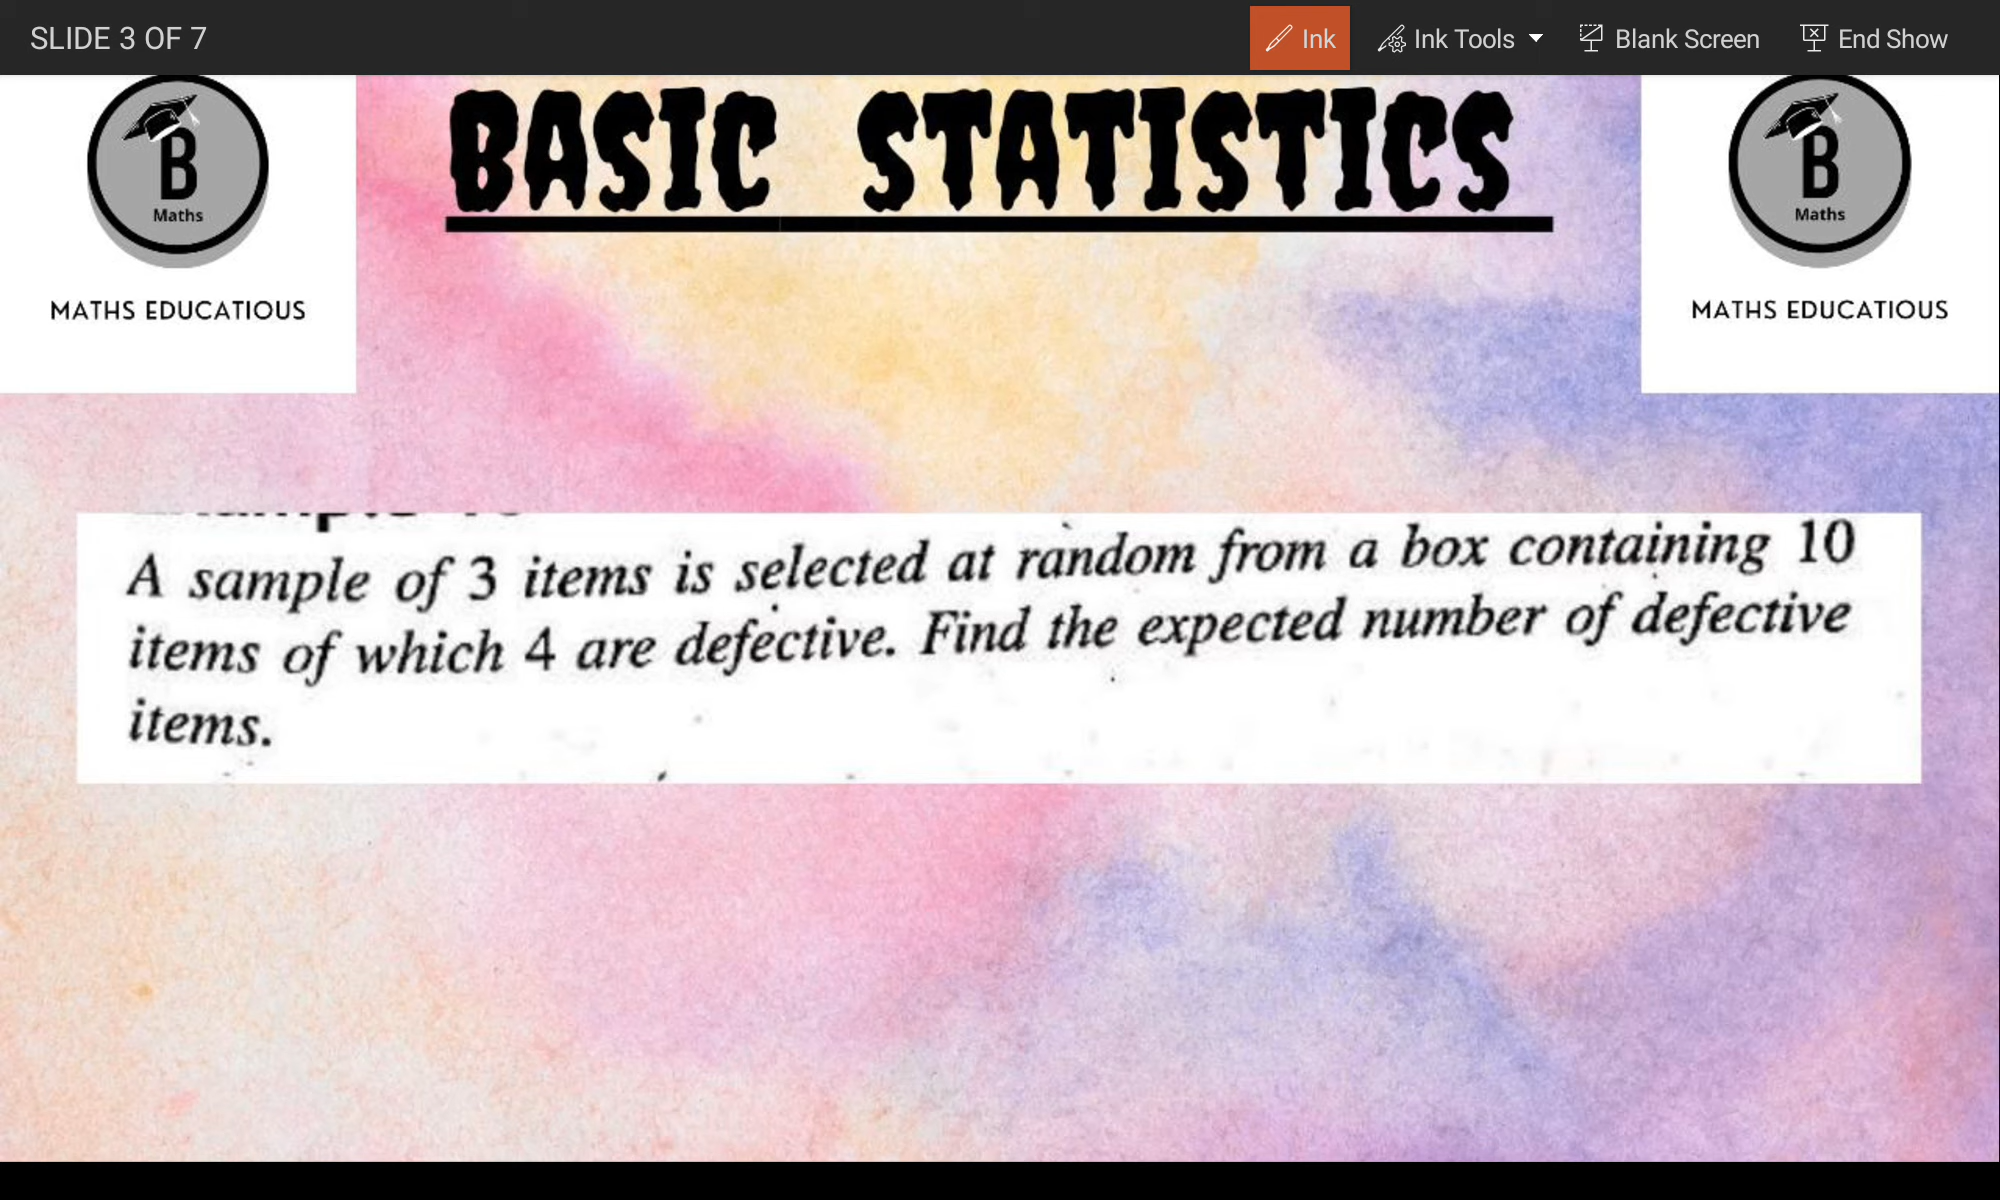 SLIDE 3 OF 7
Ink
Ink Tools
Blank Screen
End Show
BASIC STATISTICS
B
Maths
MATHS EDUCATIOUS
B
Maths
MATHS EDUCATIOUS
A sample of 3 items is selected at random from a box containing 10
items of which 4 are defective. Find the expected number of defective
items.